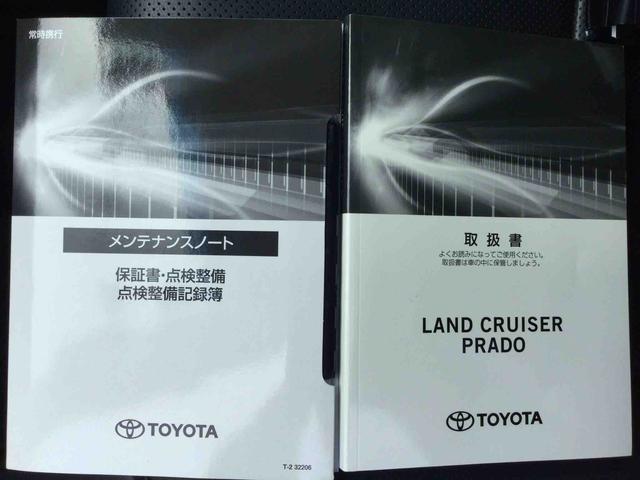 常時携行
メンテナンスノート
保証書・点検整備
点検整備記録簿
TOYOTA
T-2 32206
取扱書
よくお読みになってご使用ください。
取扱書は車の中に保管しましょう。
LAND CRUISER
PRADO
TOYOTA